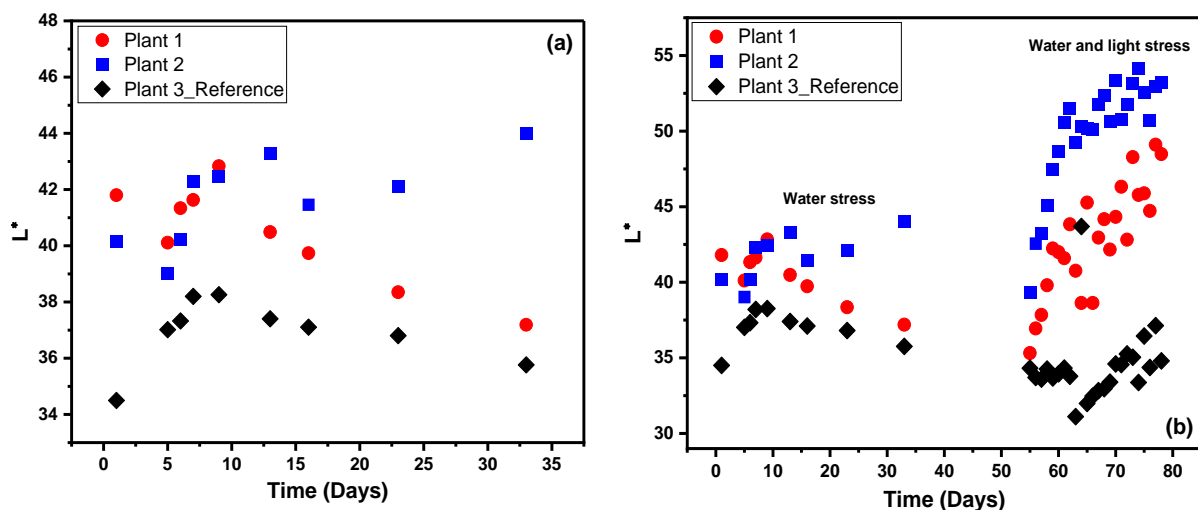 Plant 1
Plant 2
Plant 3_Reference
(a)
L*
44
42
40
38
36
34
46
48
0 5 10 15 20 25 30 35
Time (Days)
Plant 1
Plant 2
Plant 3_Reference
Water and light stress
Water stress
(b)
L*
55
50
45
40
35
30
0 10 20 30 40 50 60 70 80
Time (Days)